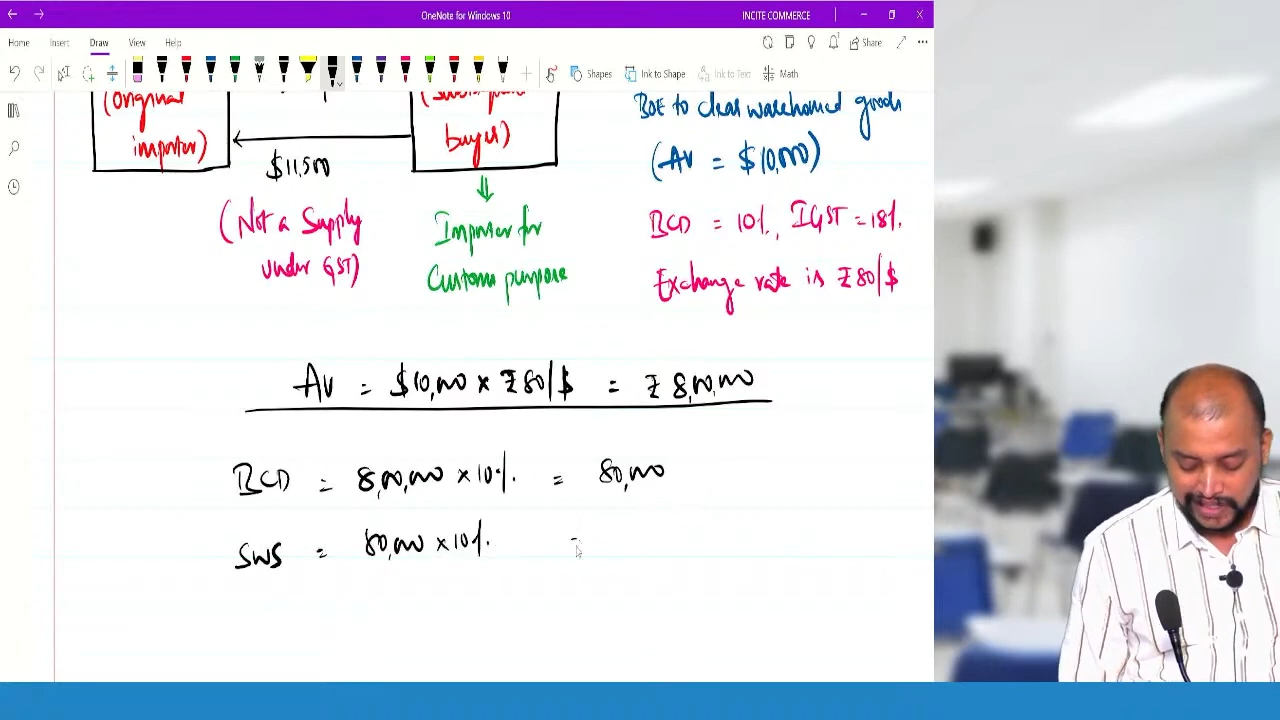 OneNote for Windows 10
INCITE COMMERCE
Home Insert Draw View Help
Share
Shapes Ink to Shape Ink to Text Math
(original
importer)
buyer)
$11,500
(Not a Supply
under GST)
Importer for
Custom purpose
BOE to clear warehoused goods
(AV = $10,000)
BCD = 10%, IGST = 18%.
Exchange rate is ₹80/$
AV = $10,000 × ₹80/$ = ₹8,00,000
BCD = 8,00,000 × 10%. = 80,000
SWS = 80,000 × 10%. =